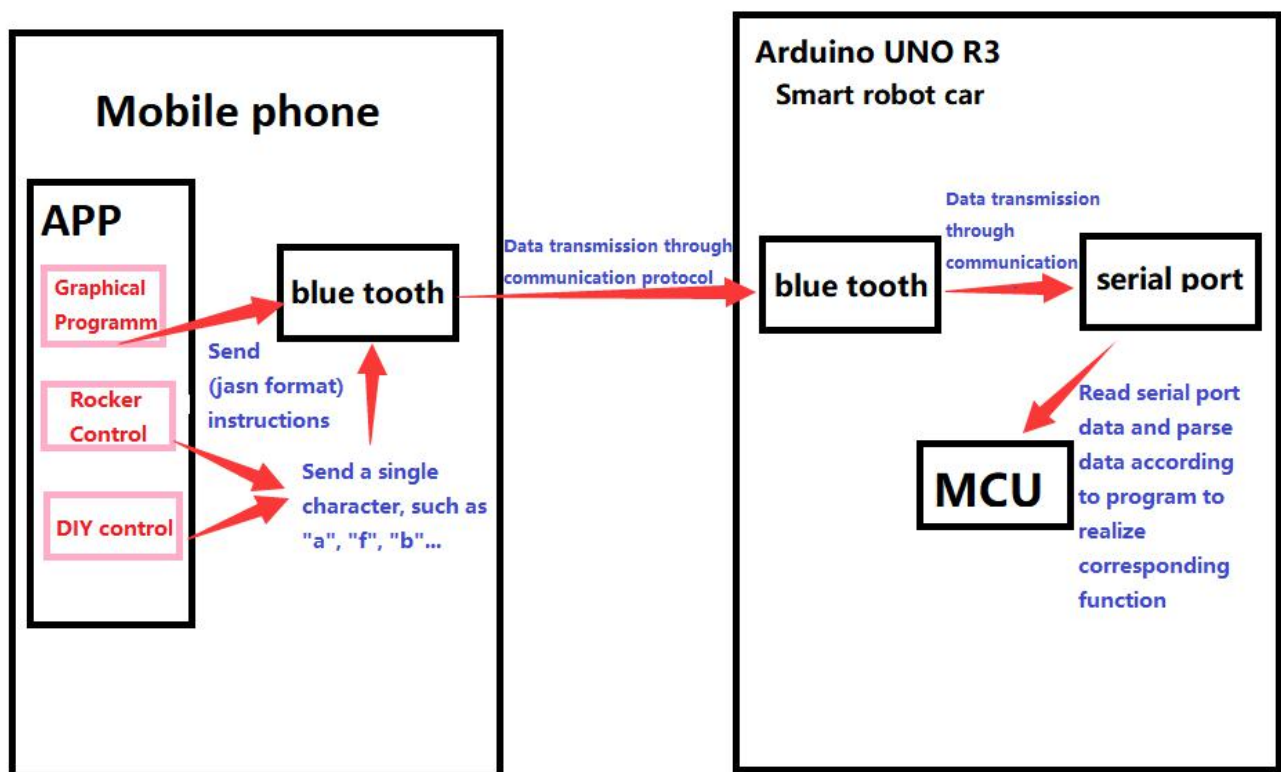 Mobile phone
APP
Graphical
Programm
Rocker
Control
DIY control
blue tooth
Send
(jasn format)
instructions
Send a single
character, such as
"a", "f", "b"...
Data transmission through
communication protocol
Arduino UNO R3
Smart robot car
blue tooth
Data transmission
through
communication
serial port
MCU
Read serial port
data and parse
data according
to program to
realize
corresponding
function